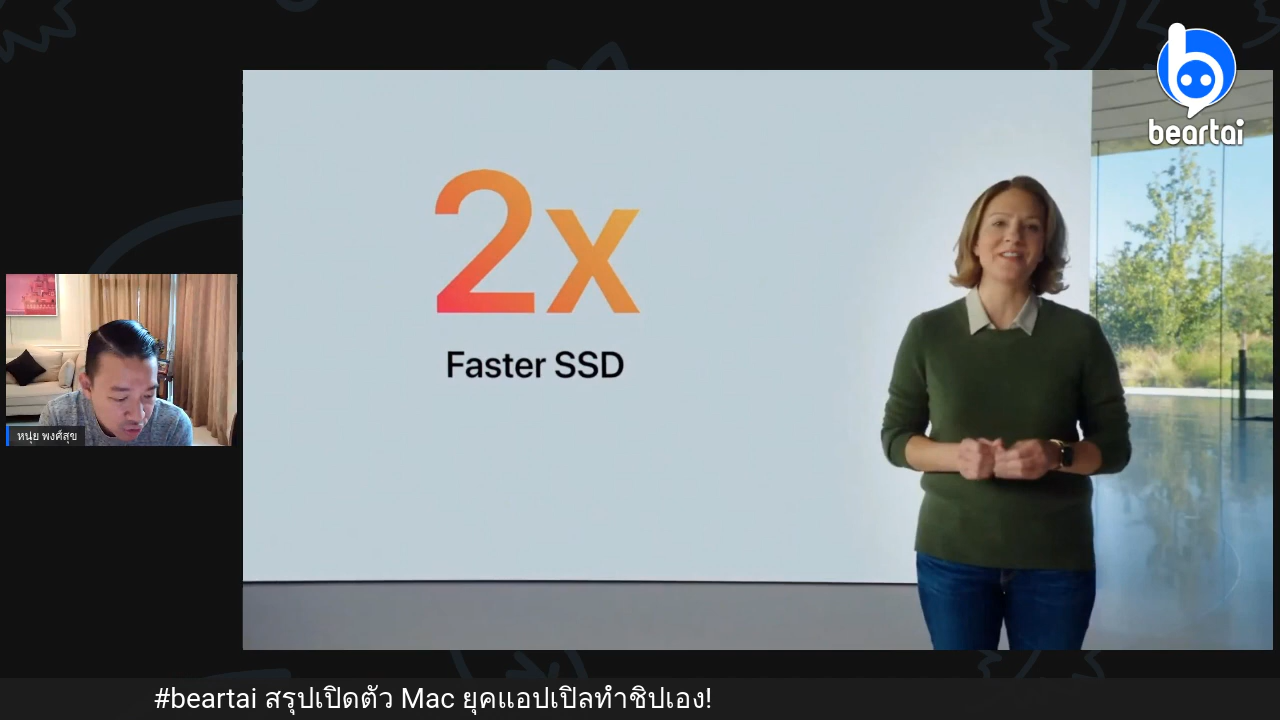 beartai
2x
Faster SSD
หนุ่ย พงศ์สุข
#beartai สรุปเปิดตัว Mac ยุคแอปเปิลทำชิปเอง!